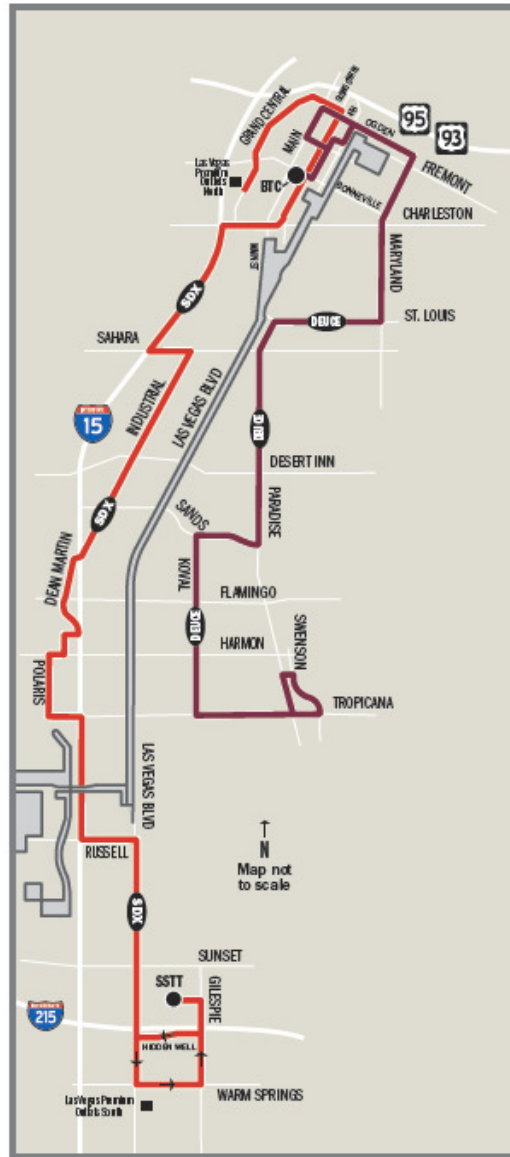 GRAND CENTRAL
MAIN
4th
OGDEN
95
93
FREMONT
Las Vegas
Premium
Outlets
North
BTC
BONNEVILLE
CHARLESTON
MARYLAND
MAIN ST
SDX
DEUCE
ST. LOUIS
SAHARA
INDUSTRIAL
LAS VEGAS BLVD
15
DEUCE
DESERT INN
PARADISE
SDX
SANDS
DEAN MARTIN
KOVAL
FLAMINGO
DEUCE
HARMON
SWENSON
POLARIS
TROPICANA
LAS VEGAS BLVD
N
Map not
to scale
RUSSELL
SDX
SUNSET
SSTT
GILESPIE
215
HIDDEN WELL
WARM SPRINGS
Las Vegas Premium
Outlets South